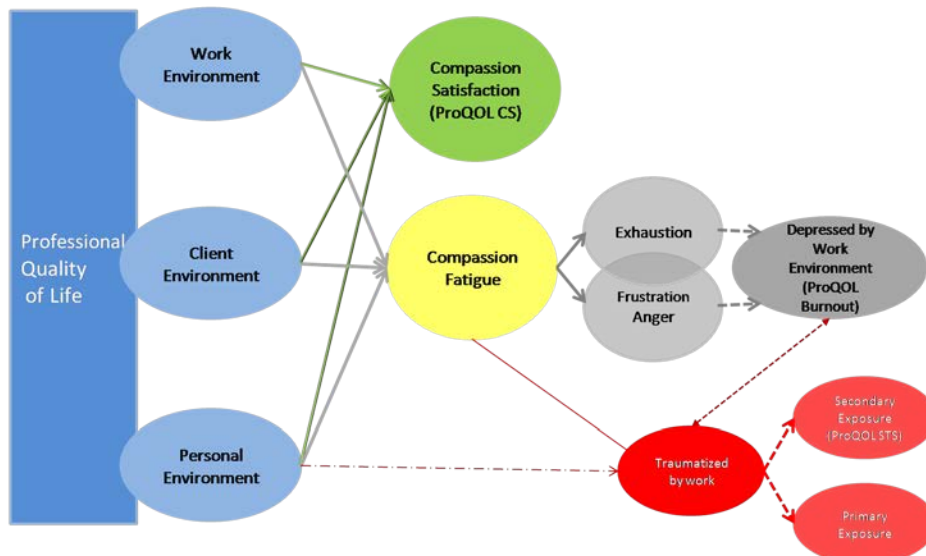 Professional
Quality
of Life
Work
Environment
Client
Environment
Personal
Environment
Compassion
Satisfaction
(ProQOL CS)
Compassion
Fatigue
Exhaustion
Frustration
Anger
Depressed by
Work
Environment
(ProQOL
Burnout)
Traumatized
by work
Secondary
Exposure
(ProQOL STS)
Primary
Exposure